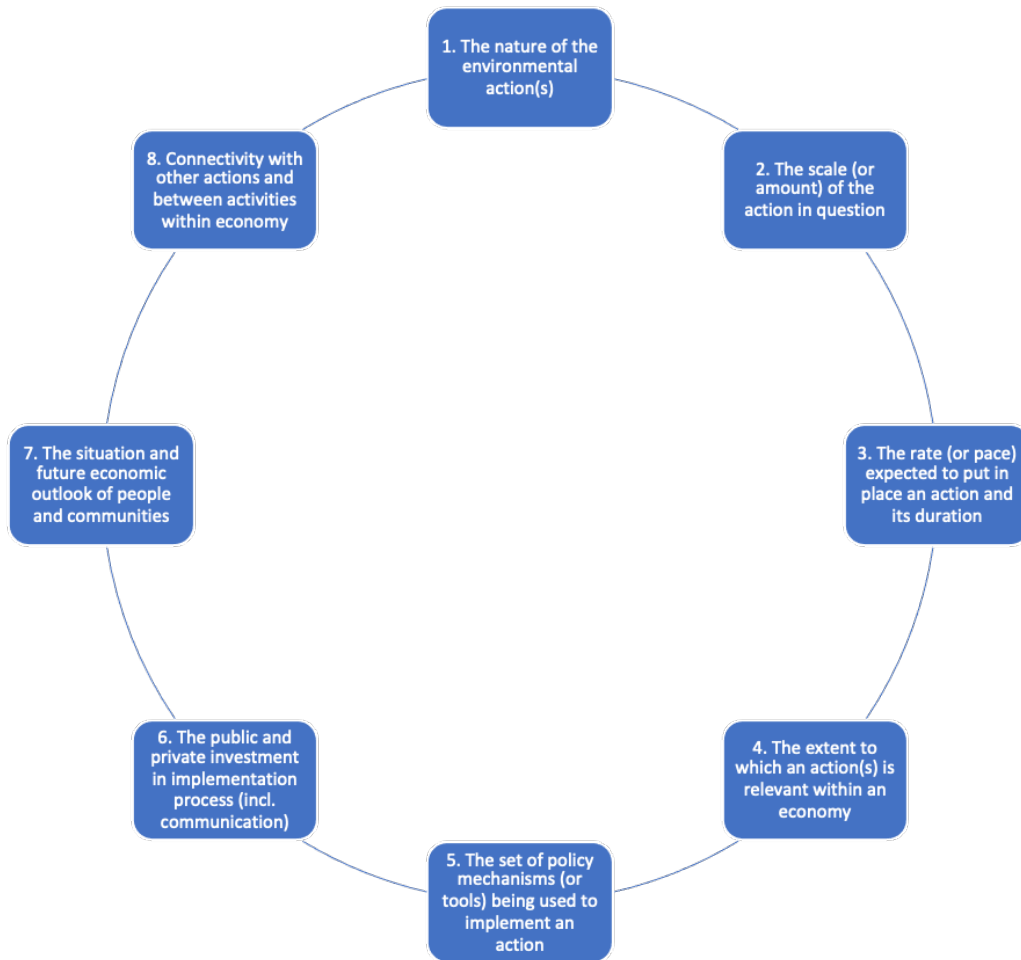 1. The nature of the
environmental
action(s)
2. The scale (or
amount) of the
action in question
3. The rate (or pace)
expected to put in
place an action and
its duration
4. The extent to
which an action(s) is
relevant within an
economy
5. The set of policy
mechanisms (or
tools) being used to
implement an
action
6. The public and
private investment
in implementation
process (incl.
communication)
7. The situation and
future economic
outlook of people
and communities
8. Connectivity with
other actions and
between activities
within economy